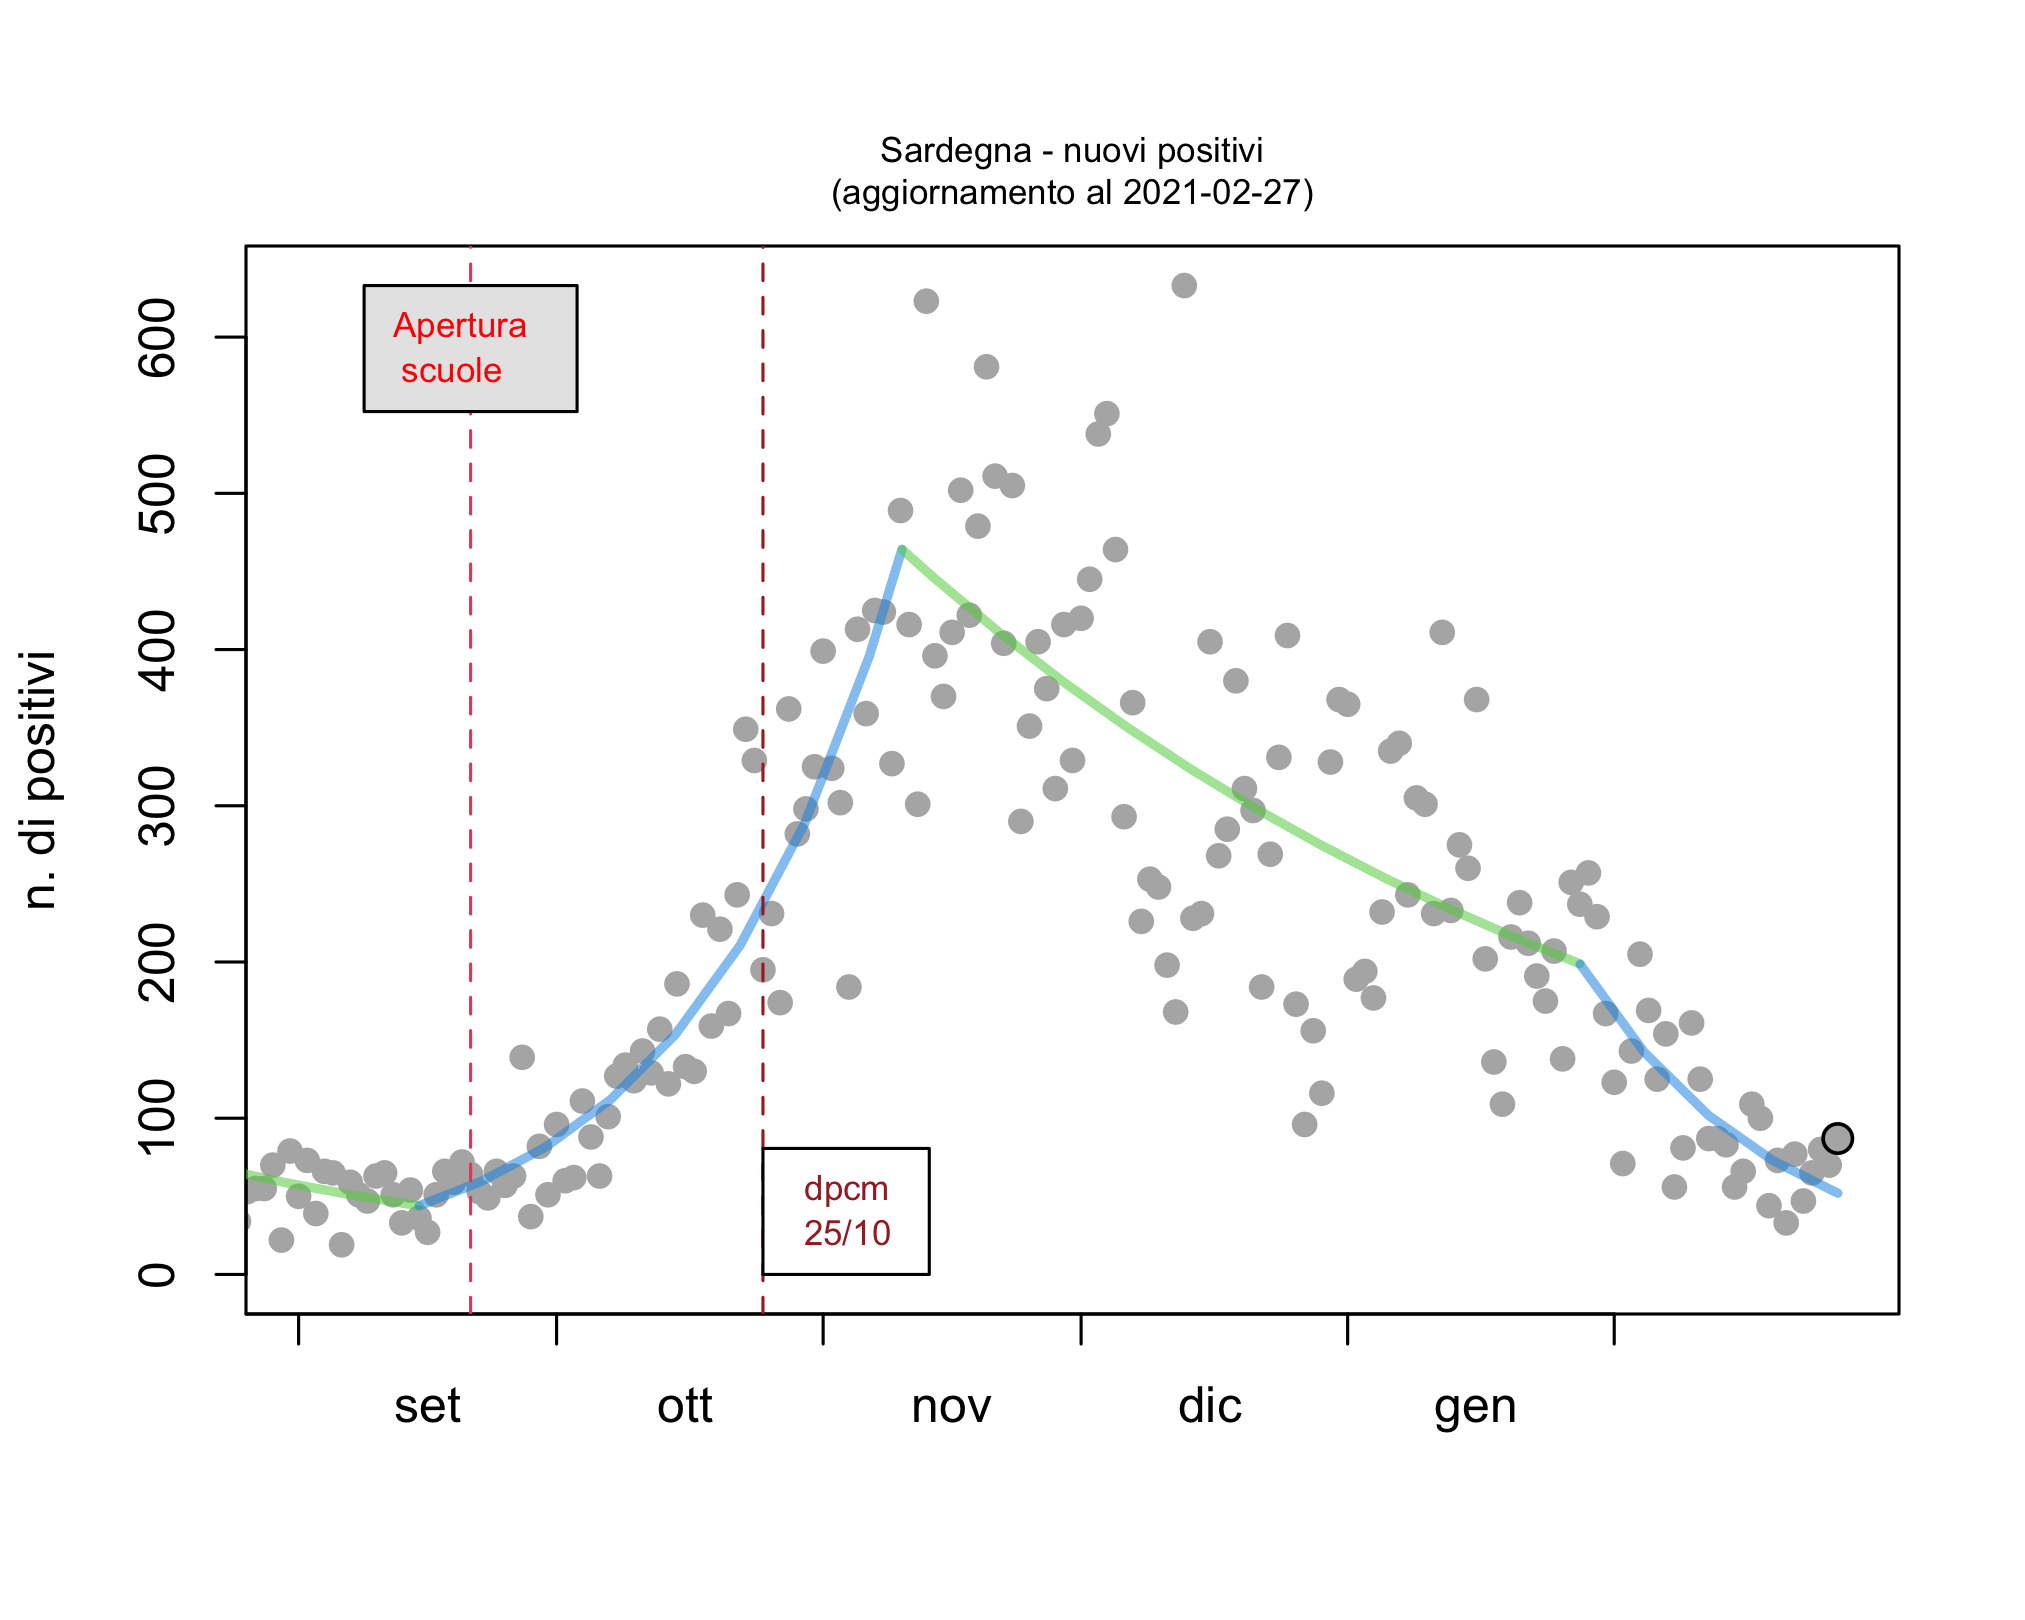 Sardegna - nuovi positivi
(aggiornamento al 2021-02-27)
n. di positivi
600
500
400
300
200
100
0
Apertura
scuole
dpcm
25/10
set ott nov dic gen